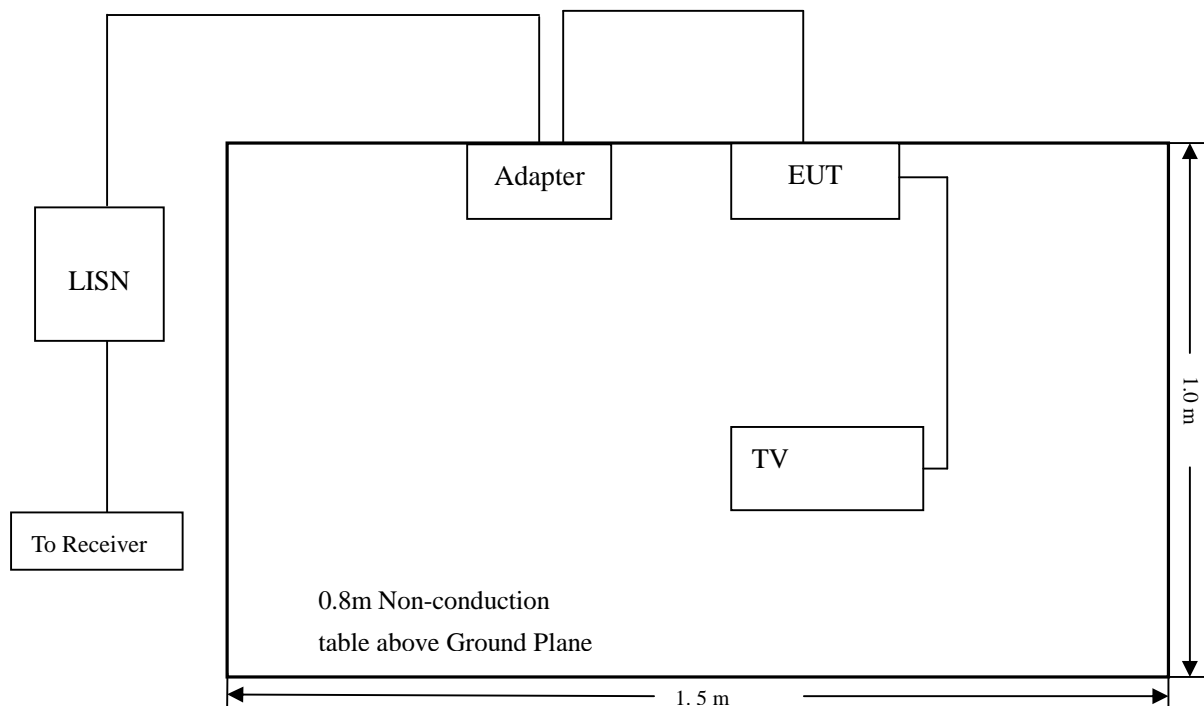 Adapter
EUT
LISN
TV
To Receiver
0.8m Non-conduction
table above Ground Plane
1.0 m
1. 5 m